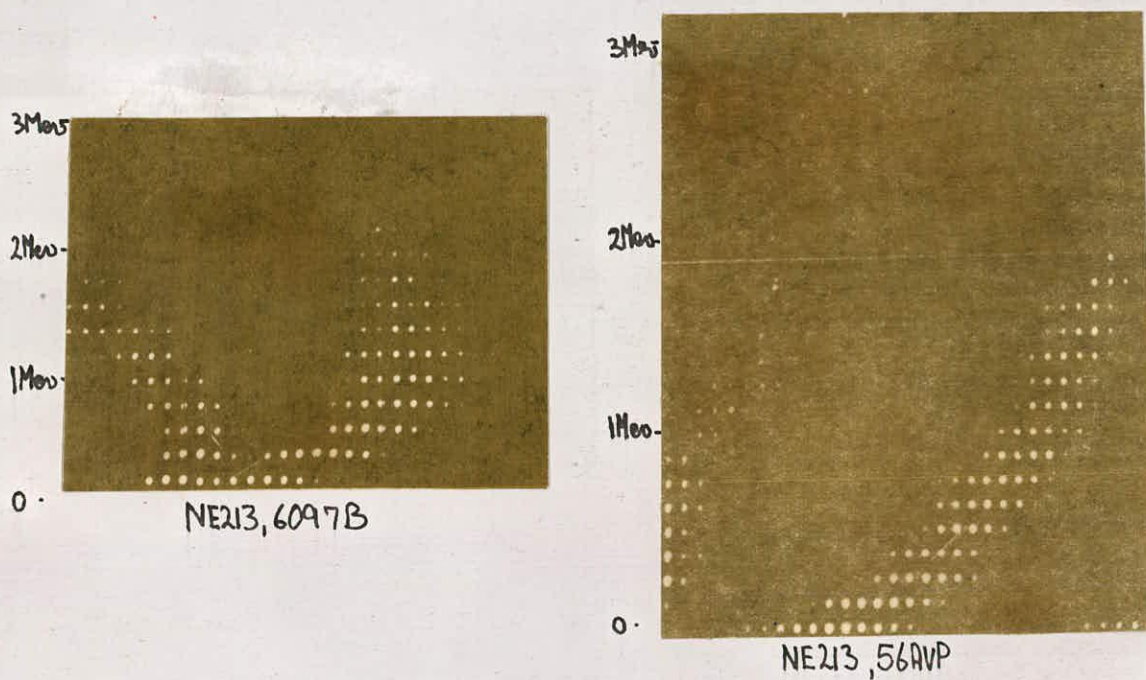 3Mev
2Mev-
1Mev-
0 -
NE213, 6097B
3Mev
2Mev-
1Mev-
0 -
NE213, 56AVP